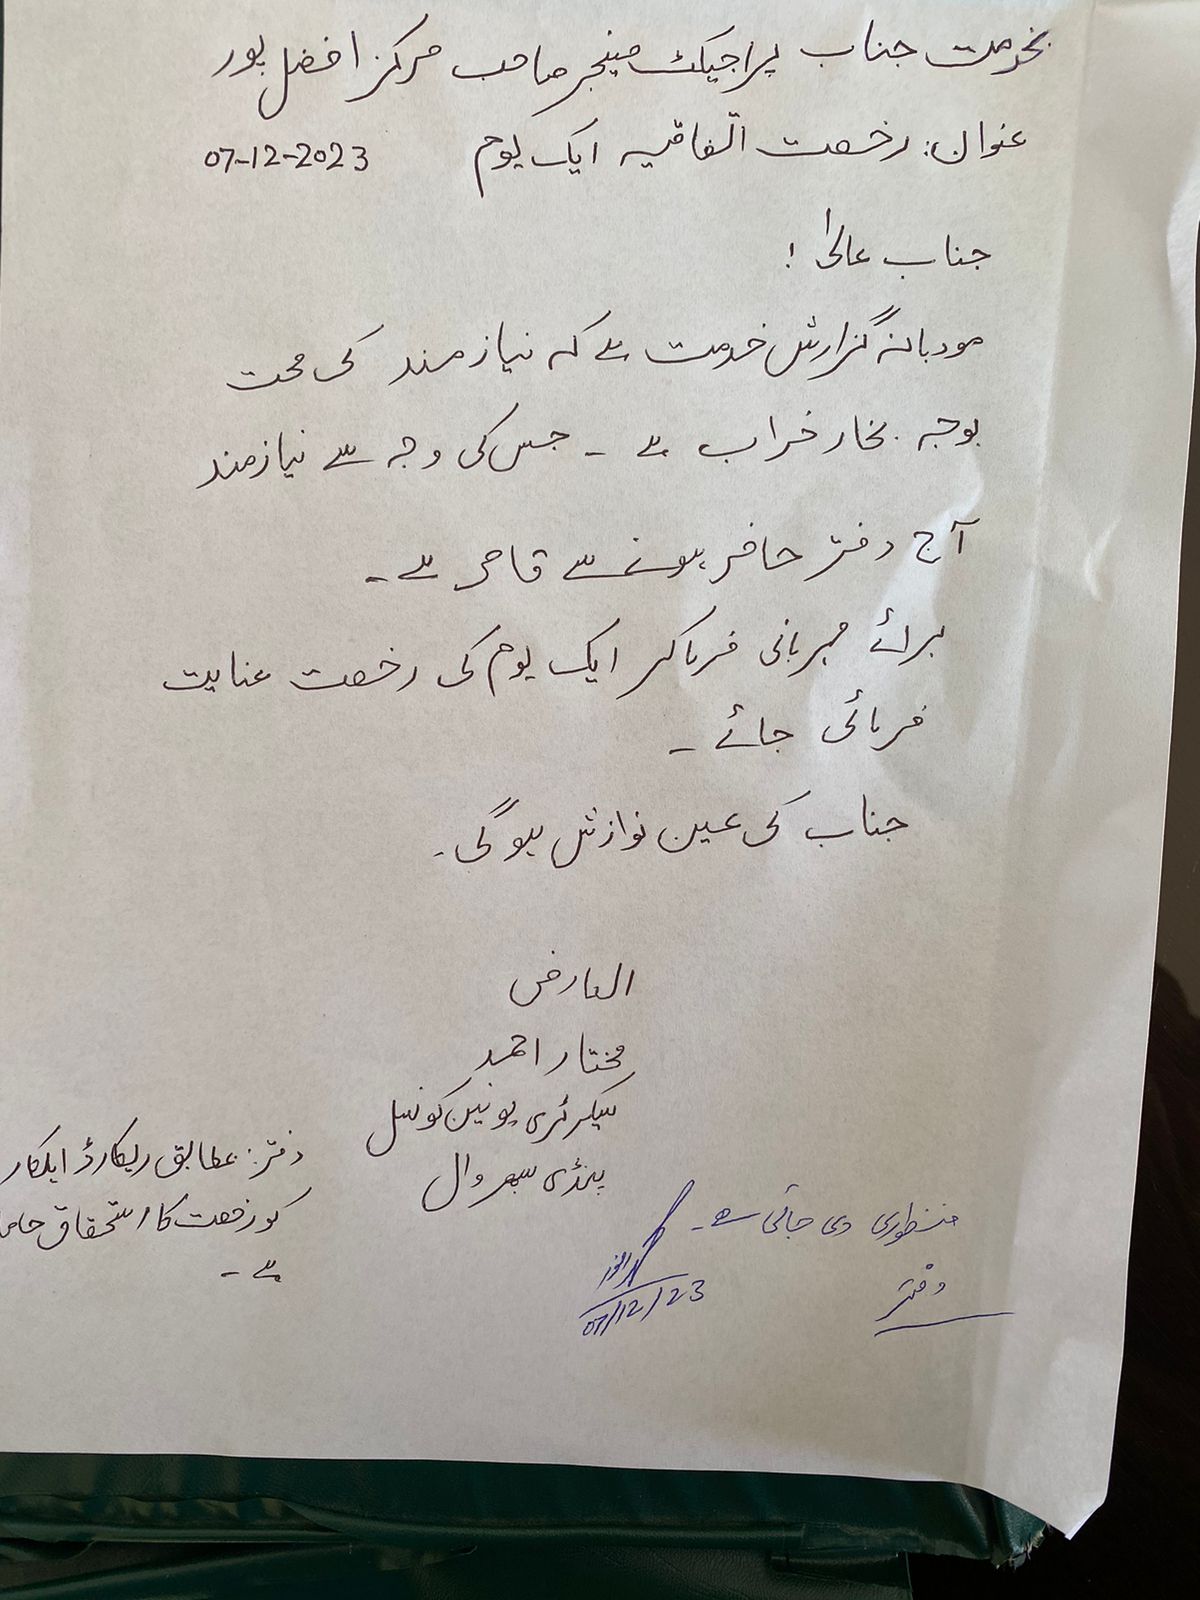 بخدمت جناب پراجیکٹ مینجر صاحب مرکز افضل پور
عنوان: رخصت اتفاقیہ ایک یوم 07-12-2023
جناب عالیٰ!
مودبانہ گزارش خدمت ہے کہ نیازمند کی صحت
بوجہ بخار خراب ہے ۔ جس کی وجہ سے نیازمند
آج دفتر حاضر ہونے سے قاصر ہے ۔
برائے مہربانی فرما کر ایک یوم کی رخصت عنایت
فرمائی جائے ۔
جناب کی عین نوازش ہو گی ۔
العارض
مختار احمد
سیکرٹری یونین کونسل
پنڈی سبھروال
دفتر: بمطابق ریکارڈ اہلکار
کو رخصت کا استحقاق
ہے ۔
منظوری دی جاتی ہے ۔
07/12/23
دفتر